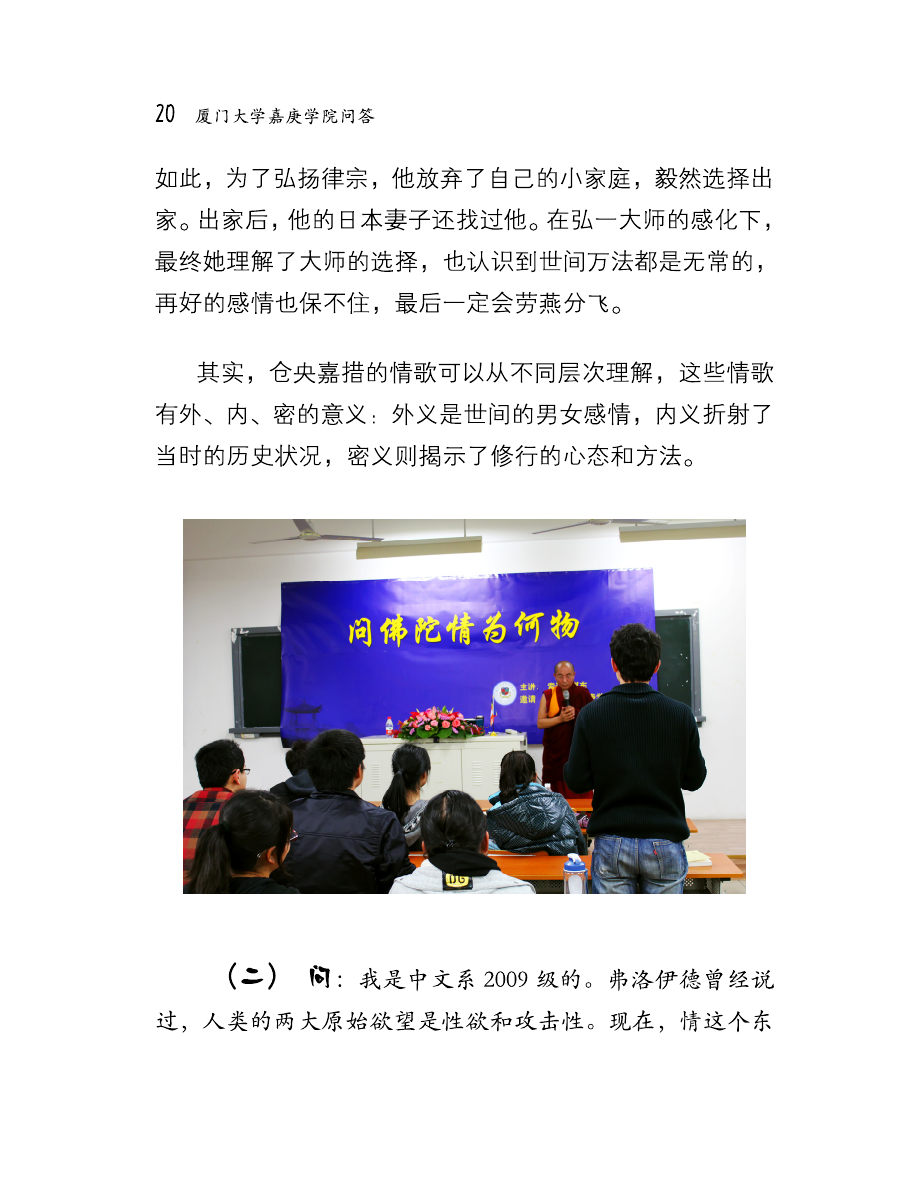 20 厦门大学嘉庚学院问答
如此，为了弘扬律宗，他放弃了自己的小家庭，毅然选择出
家。出家后，他的日本妻子还找过他。在弘一大师的感化下，
最终她理解了大师的选择，也认识到世间万法都是无常的，
再好的感情也保不住，最后一定会劳燕分飞。
其实，仓央嘉措的情歌可以从不同层次理解，这些情歌
有外、内、密的意义：外义是世间的男女感情，内义折射了
当时的历史状况，密义则揭示了修行的心态和方法。
问佛陀情为何物
主讲：
邀请
DG
（二） 问：我是中文系 2009 级的。弗洛伊德曾经说
过，人类的两大原始欲望是性欲和攻击性。现在，情这个东